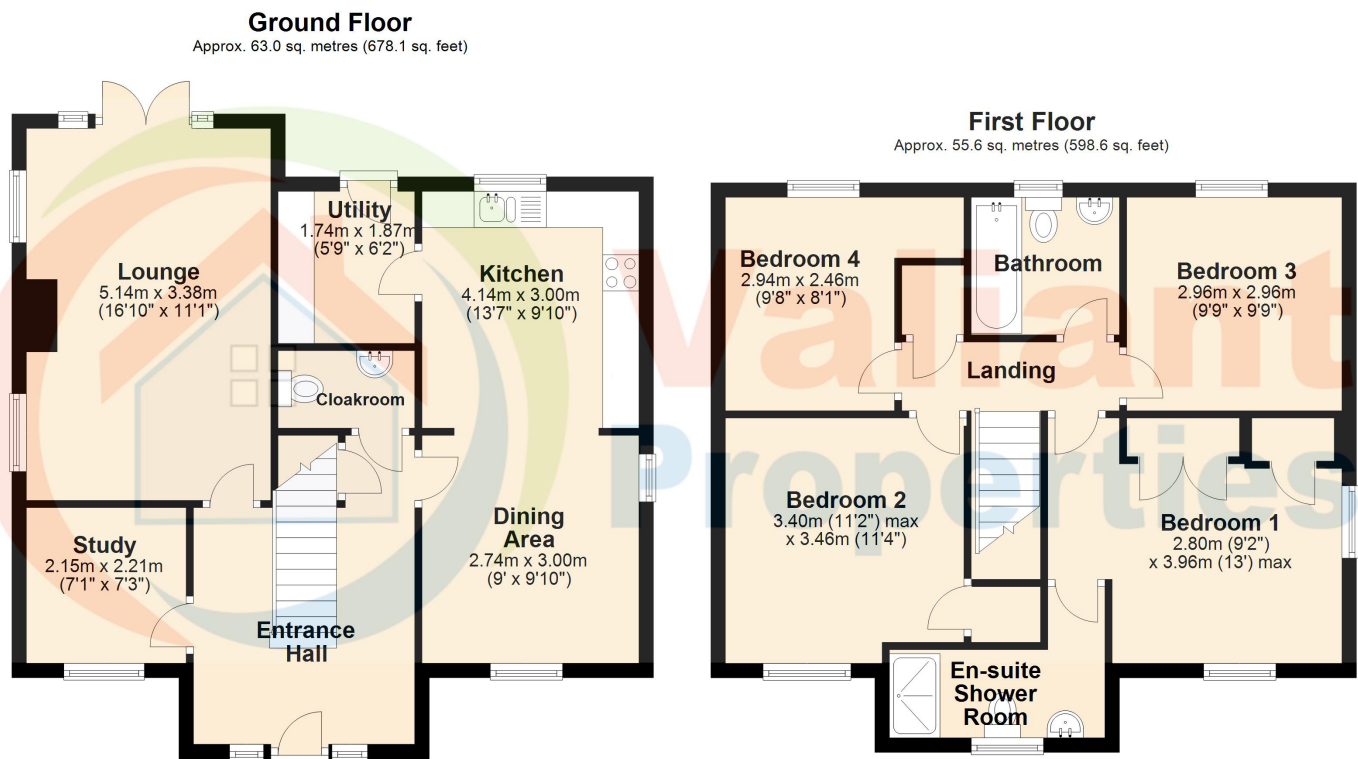 Ground Floor
Approx. 63.0 sq. metres (678.1 sq. feet)
Utility
1.74m x 1.87m
(5'9" x 6'2")
Lounge
5.14m x 3.38m
(16'10" x 11'1")
Kitchen
4.14m x 3.00m
(13'7" x 9'10")
Cloakroom
Study
2.15m x 2.21m
(7'1" x 7'3")
Dining
Area
2.74m x 3.00m
(9' x 9'10")
Entrance
Hall
First Floor
Approx. 55.6 sq. metres (598.6 sq. feet)
Bedroom 4
2.94m x 2.46m
(9'8" x 8'1")
Bathroom
Bedroom 3
2.96m x 2.96m
(9'9" x 9'9")
Landing
Bedroom 2
3.40m (11'2") max
x 3.46m (11'4")
Bedroom 1
2.80m (9'2")
x 3.96m (13') max
En-suite
Shower
Room
Valiant
Properties